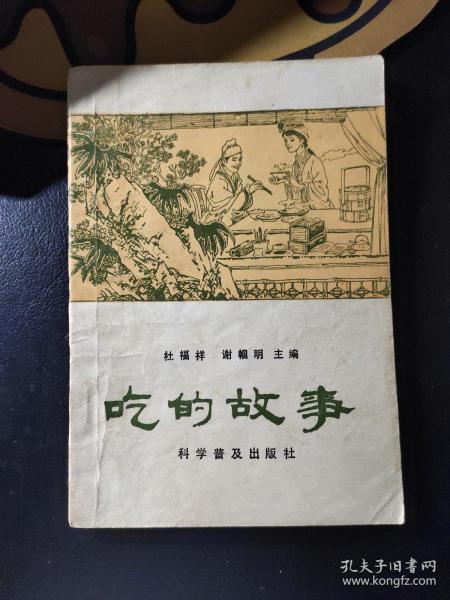 杜福祥 谢帼明 主编
吃的故事
科学普及出版社
孔夫子旧书网
www.kongfz.com